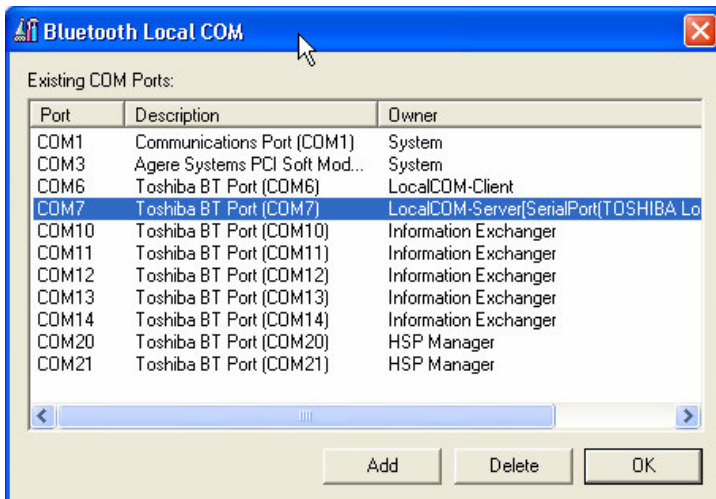 Bluetooth Local COM
Existing COM Ports:
Port Description Owner
COM1 Communications Port (COM1) System
COM3 Agere Systems PCI Soft Mod... System
COM6 Toshiba BT Port (COM6) LocalCOM-Client
COM7 Toshiba BT Port (COM7) LocalCOM-Server[SerialPort(TOSHIBA Lo
COM10 Toshiba BT Port (COM10) Information Exchanger
COM11 Toshiba BT Port (COM11) Information Exchanger
COM12 Toshiba BT Port (COM12) Information Exchanger
COM13 Toshiba BT Port (COM13) Information Exchanger
COM14 Toshiba BT Port (COM14) Information Exchanger
COM20 Toshiba BT Port (COM20) HSP Manager
COM21 Toshiba BT Port (COM21) HSP Manager
Add Delete OK